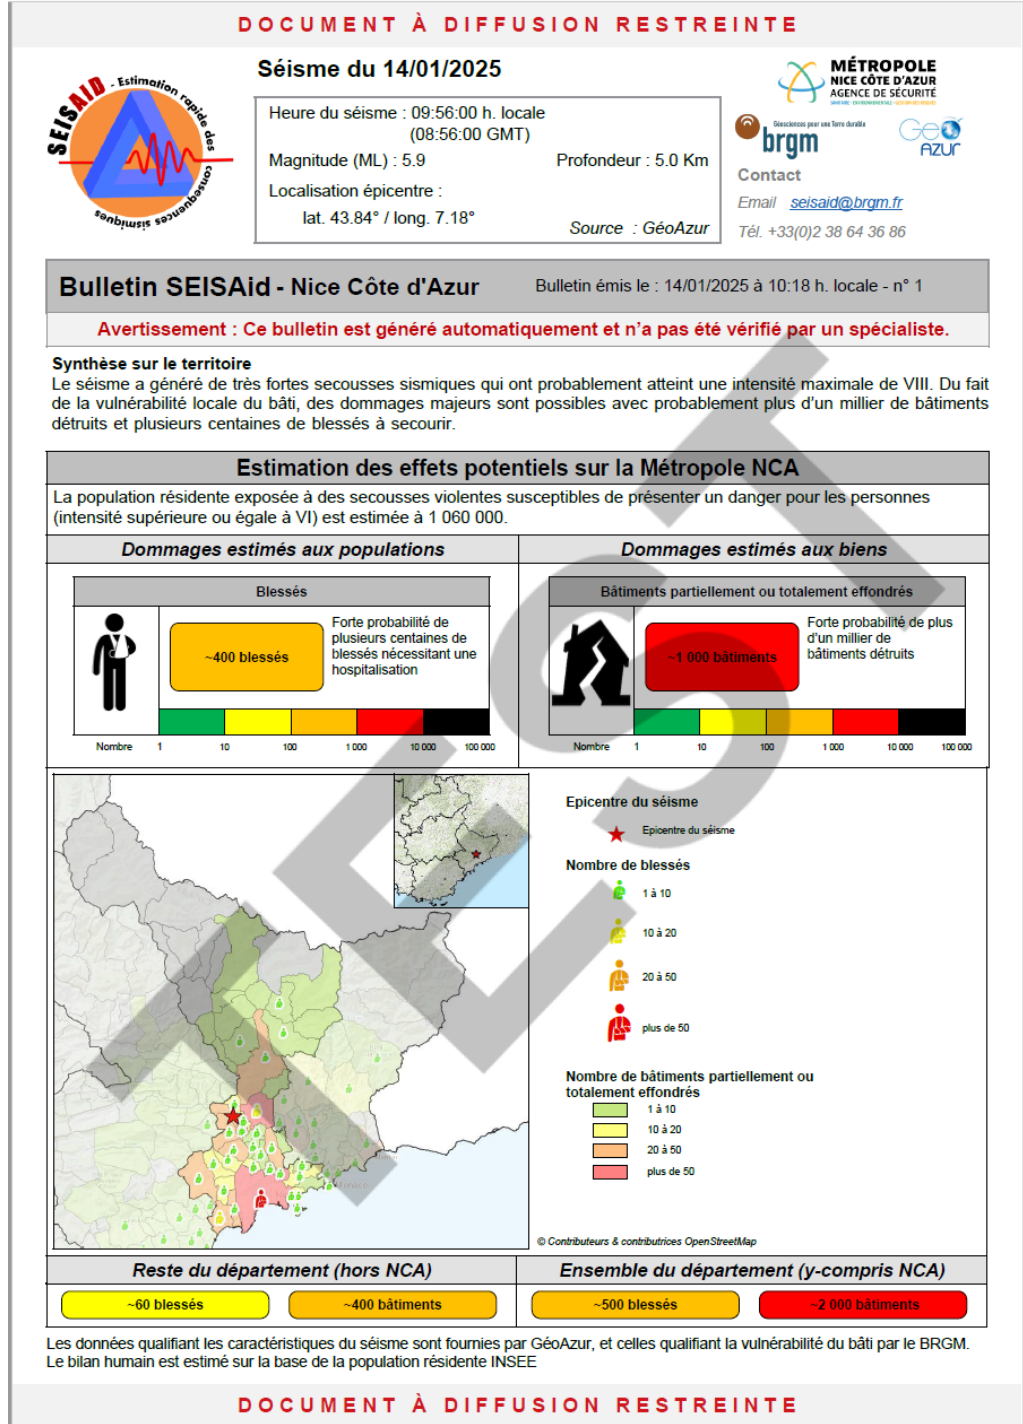 DOCUMENT À DIFFUSION RESTREINTE
SEISAID - Estimation rapide des conséquences sismiques
Séisme du 14/01/2025
Heure du séisme : 09:56:00 h. locale
(08:56:00 GMT)
Magnitude (ML) : 5.9 Profondeur : 5.0 Km
Localisation épicentre :
lat. 43.84° / long. 7.18°
Source : GéoAzur
MÉTROPOLE
NICE CÔTE D'AZUR
AGENCE DE SÉCURITÉ
SANITAIRE - ENVIRONNEMENTALE - GESTION DES RISQUES
Géosciences pour une Terre durable
brgm
Géo
AZUR
Contact
Email seisaid@brgm.fr
Tél. +33(0)2 38 64 36 86
Bulletin SEISAid - Nice Côte d'Azur Bulletin émis le : 14/01/2025 à 10:18 h. locale - n° 1
Avertissement : Ce bulletin est généré automatiquement et n'a pas été vérifié par un spécialiste.
Synthèse sur le territoire
Le séisme a généré de très fortes secousses sismiques qui ont probablement atteint une intensité maximale de VIII. Du fait
de la vulnérabilité locale du bâti, des dommages majeurs sont possibles avec probablement plus d'un millier de bâtiments
détruits et plusieurs centaines de blessés à secourir.
Estimation des effets potentiels sur la Métropole NCA
La population résidente exposée à des secousses violentes susceptibles de présenter un danger pour les personnes
(intensité supérieure ou égale à VI) est estimée à 1 060 000.
Dommages estimés aux populations
Blessés
~400 blessés
Forte probabilité de
plusieurs centaines de
blessés nécessitant une
hospitalisation
Nombre 1 10 100 1 000 10 000 100 000
Dommages estimés aux biens
Bâtiments partiellement ou totalement effondrés
~1 000 bâtiments
Forte probabilité de plus
d'un millier de
bâtiments détruits
Nombre 1 10 100 1 000 10 000 100 000
TEST
Epicentre du séisme
Epicentre du séisme
Nombre de blessés
1 à 10
10 à 20
20 à 50
plus de 50
Nombre de bâtiments partiellement ou
totalement effondrés
1 à 10
10 à 20
20 à 50
plus de 50
© Contributeurs & contributrices OpenStreetMap
Reste du département (hors NCA)
~60 blessés ~400 bâtiments
Ensemble du département (y-compris NCA)
~500 blessés ~2 000 bâtiments
Les données qualifiant les caractéristiques du séisme sont fournies par GéoAzur, et celles qualifiant la vulnérabilité du bâti par le BRGM.
Le bilan humain est estimé sur la base de la population résidente INSEE
DOCUMENT À DIFFUSION RESTREINTE